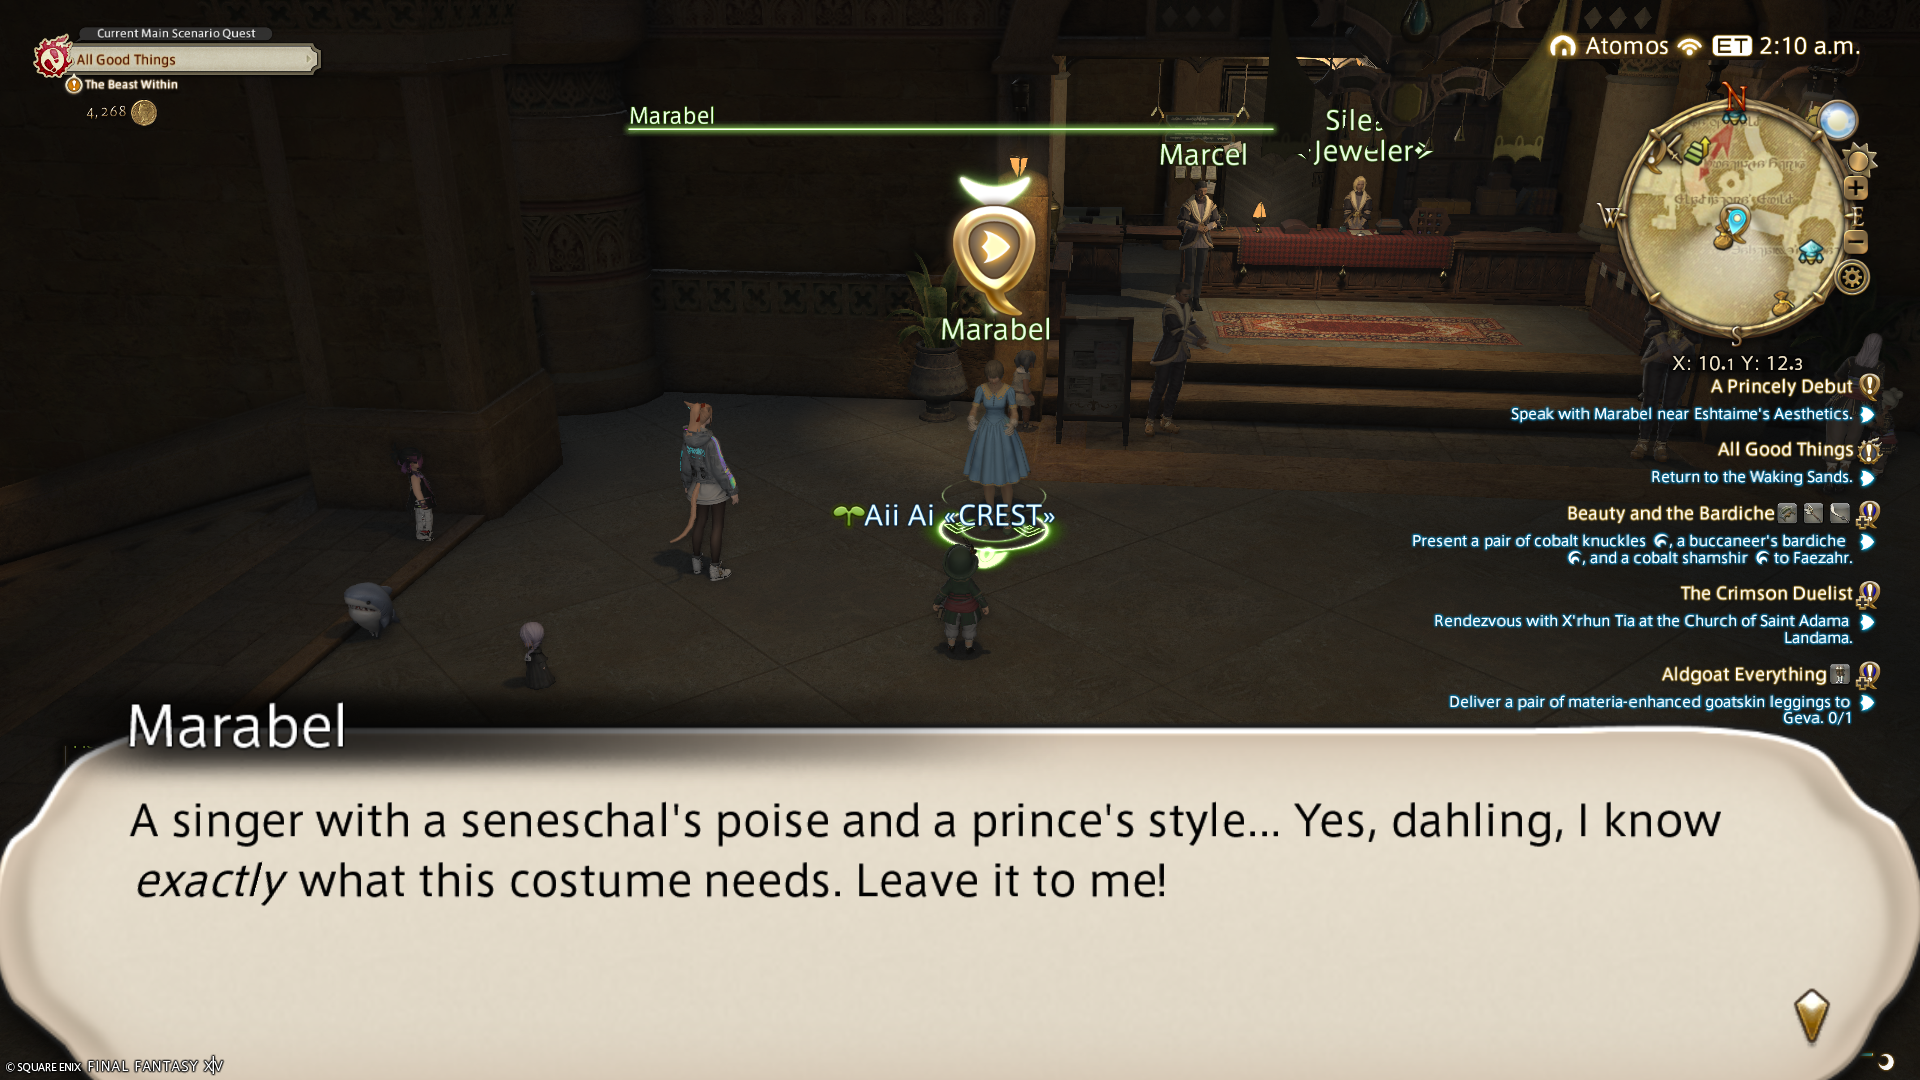 Current Main Scenario Quest
All Good Things
The Beast Within
4,268
Atomos ET 2:10 a.m.
N
W
E
S
X: 10.1 Y: 12.3
Marabel
Marcel
Jeweler
Marabel
Aii Ai «CREST»
A Princely Debut
Speak with Marabel near Eshtaime's Aesthetics.
All Good Things
Return to the Waking Sands.
Beauty and the Bardiche
Present a pair of cobalt knuckles , a buccaneer's bardiche
, and a cobalt shamshir to Faezahr.
The Crimson Duelist
Rendezvous with X'rhun Tia at the Church of Saint Adama
Landama.
Aldgoat Everything
Deliver a pair of materia-enhanced goatskin leggings to
Geva. 0/1
Marabel
A singer with a seneschal's poise and a prince's style... Yes, dahling, I know
exactly what this costume needs. Leave it to me!
© SQUARE ENIX FINAL FANTASY XIV